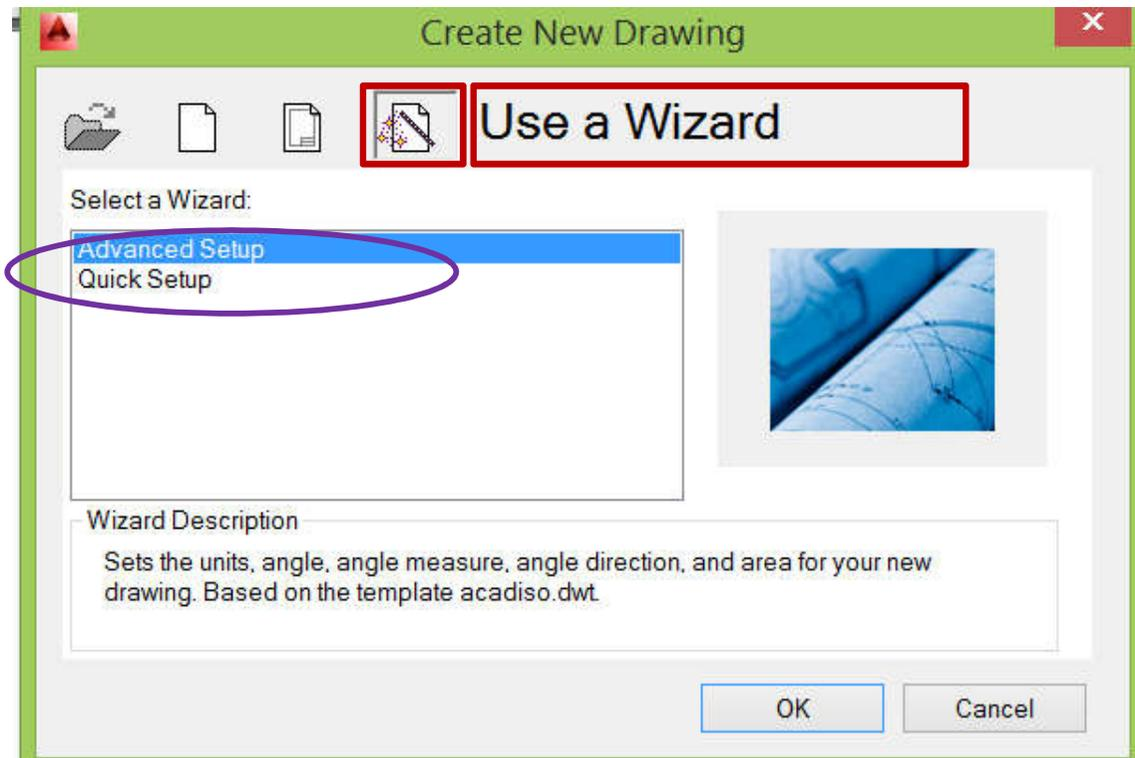 Create New Drawing
Use a Wizard
Select a Wizard:
Advanced Setup
Quick Setup
Wizard Description
Sets the units, angle, angle measure, angle direction, and area for your new
drawing. Based on the template acadiso.dwt.
OK
Cancel